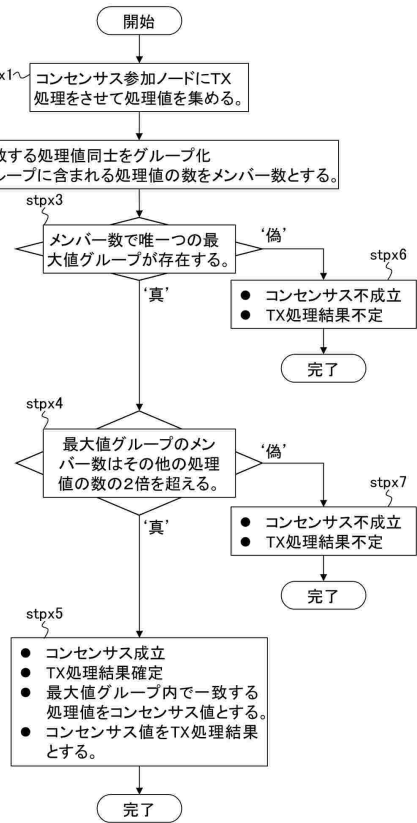 開始
x1
コンセンサス参加ノードにTX
処理をさせて処理値を集める。
する処理値同士をグループ化
ループに含まれる処理値の数をメンバー数とする。
stpx3
メンバー数で唯一つの最
大値グループが存在する。
‘偽’
‘真’
stpx6
● コンセンサス不成立
● TX処理結果不定
完了
stpx4
最大値グループのメン
バー数はその他の処理
値の数の2倍を超える。
‘偽’
‘真’
stpx7
● コンセンサス不成立
● TX処理結果不定
完了
stpx5
● コンセンサス成立
● TX処理結果確定
● 最大値グループ内で一致する
処理値をコンセンサス値とする。
● コンセンサス値をTX処理結果
とする。
完了